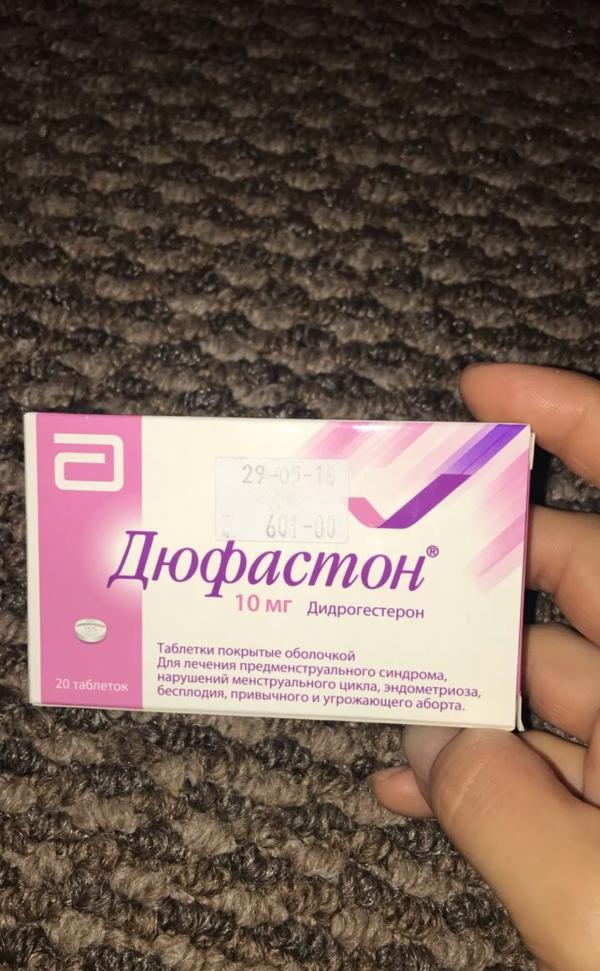 29-05-18
601-00
Дюфастон®
10 мг Дидрогестерон
Таблетки покрытые оболочкой
Для лечения предменструального синдрома,
нарушений менструального цикла, эндометриоза,
бесплодия, привычного и угрожающего аборта.
155
20 таблеток